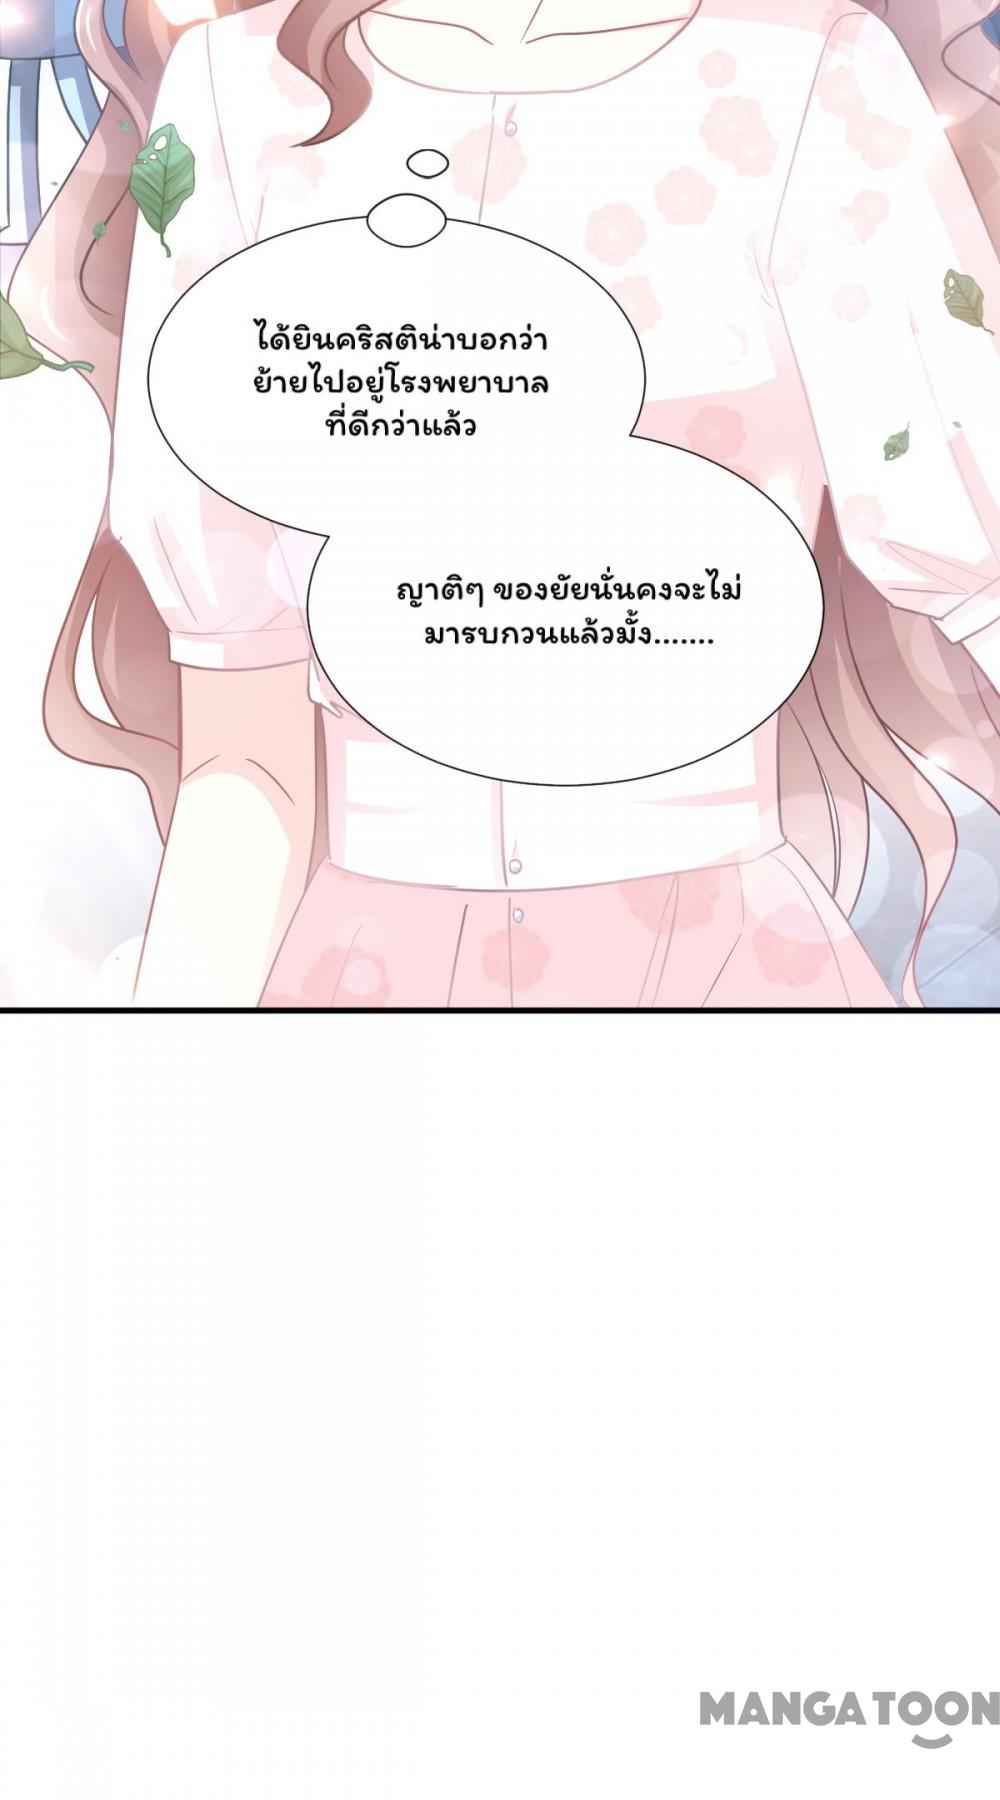 ได้ยินคริสติน่าบอกว่า
ย้ายไปอยู่โรงพยาบาล
ที่ดีกว่าแล้ว
ญาติๆ ของยัยนั่นคงจะไม่
มารบกวนแล้วมั้ง.......
MANGATOON